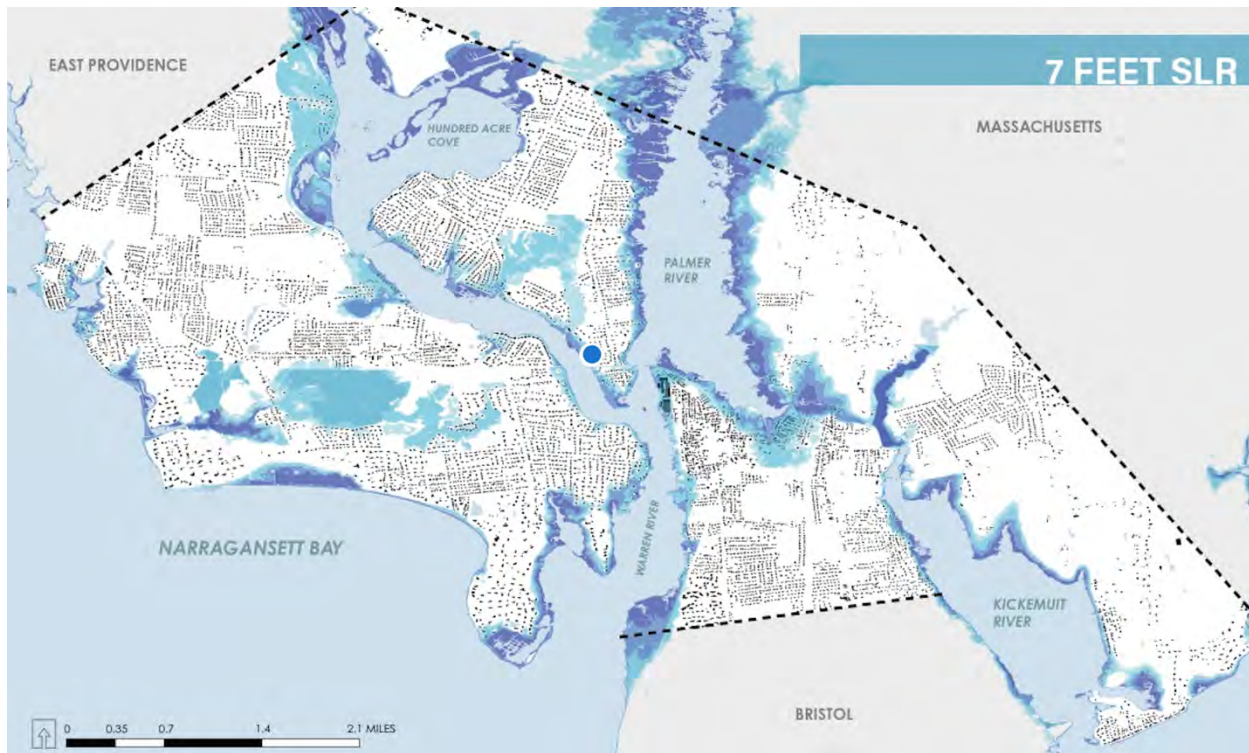 7 FEET SLR
EAST PROVIDENCE
MASSACHUSETTS
HUNDRED ACRE
COVE
PALMER
RIVER
NARRAGANSETT BAY
WARREN RIVER
KICKEMUIT
RIVER
BRISTOL
0 0.35 0.7 1.4 2.1 MILES